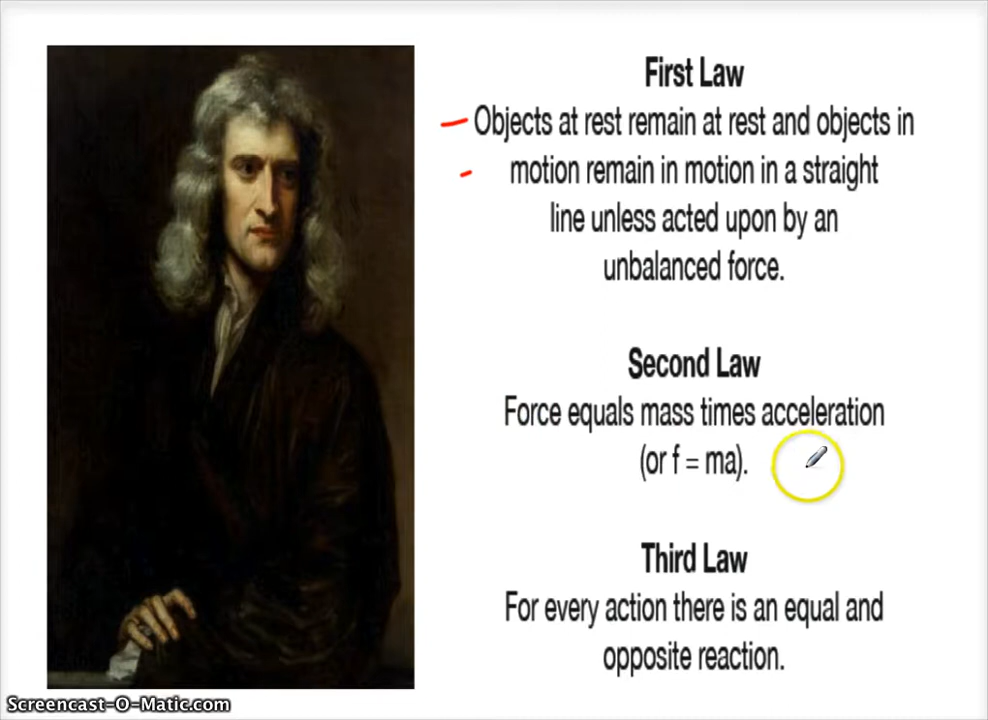 First Law
Objects at rest remain at rest and objects in
motion remain in motion in a straight
line unless acted upon by an
unbalanced force.
Second Law
Force equals mass times acceleration
(or f = ma).
Third Law
For every action there is an equal and
opposite reaction.
Screencast-O-Matic.com